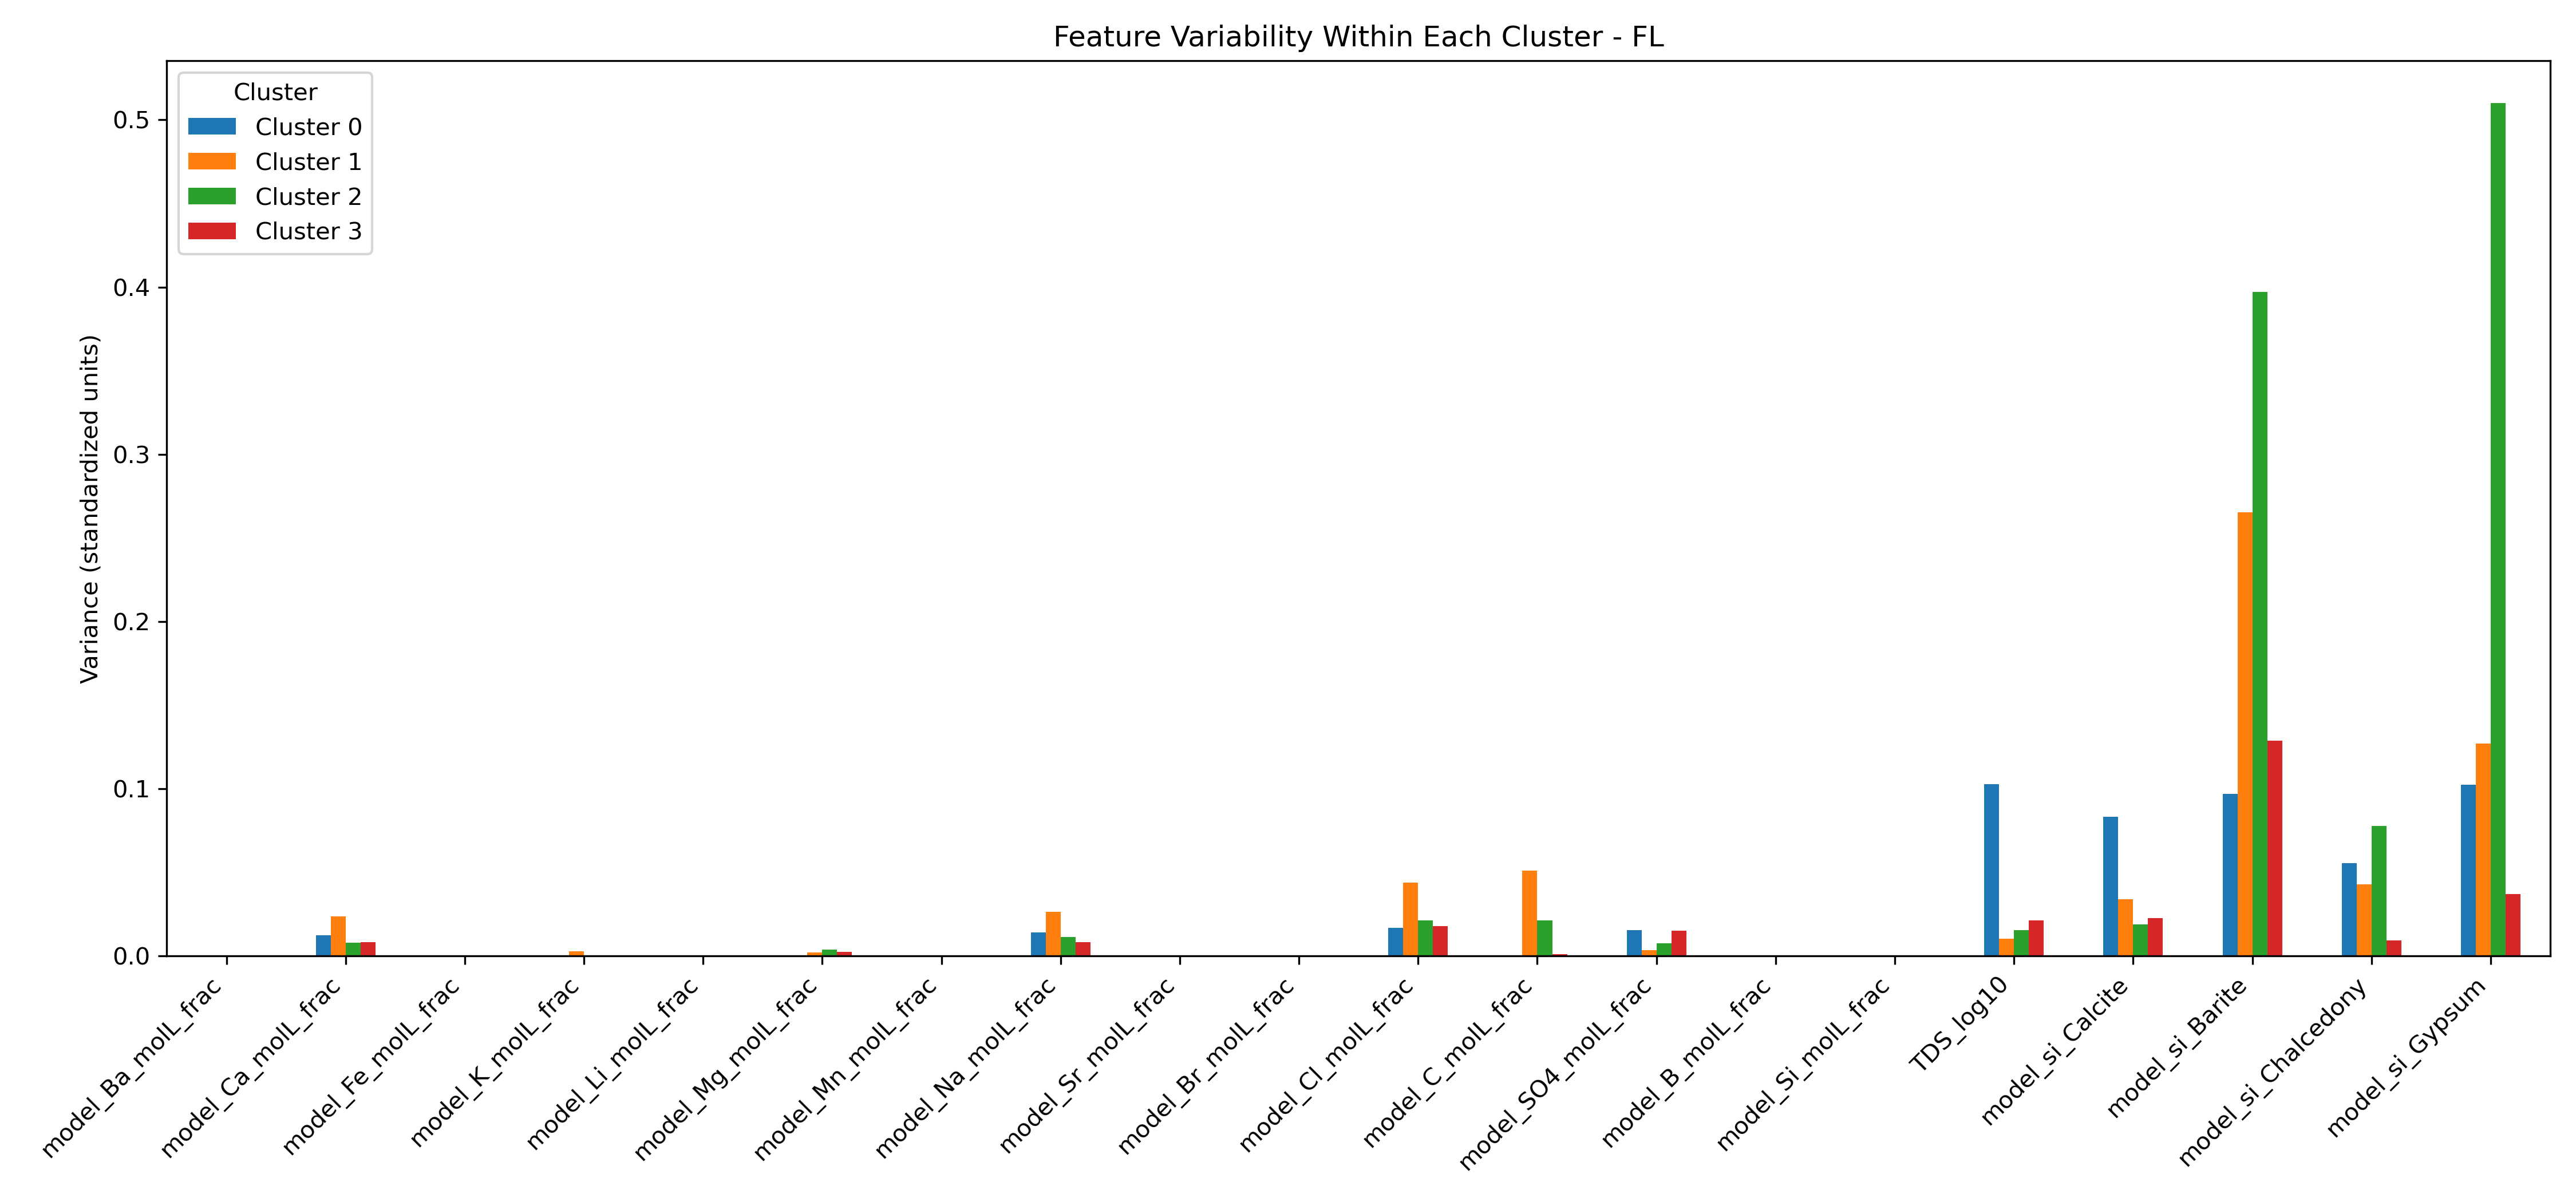 Feature Variability Within Each Cluster - FL
Cluster
Cluster 0
Cluster 1
Cluster 2
Cluster 3
Variance (standardized units)
0.5
0.4
0.3
0.2
0.1
0.0
model_Ba_molL_frac
model_Ca_molL_frac
model_Fe_molL_frac
model_K_molL_frac
model_Li_molL_frac
model_Mg_molL_frac
model_Mn_molL_frac
model_Na_molL_frac
model_Sr_molL_frac
model_Br_molL_frac
model_Cl_molL_frac
model_C_molL_frac
model_SO4_molL_frac
model_B_molL_frac
model_Si_molL_frac
TDS_log10
model_si_Calcite
model_si_Barite
model_si_Chalcedony
model_si_Gypsum